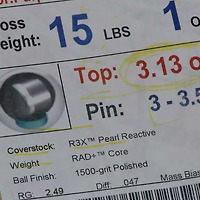 oss
eight: 15 LBS 1 o
Top: 3.13 o
Pin: 3 - 3.5
Coverstock: R3X™ Pearl Reactive
Weight RAD+™ Core
Ball Finish: 1500-grit Polished
RG: 2.49 Diff: .047 Mass Bias